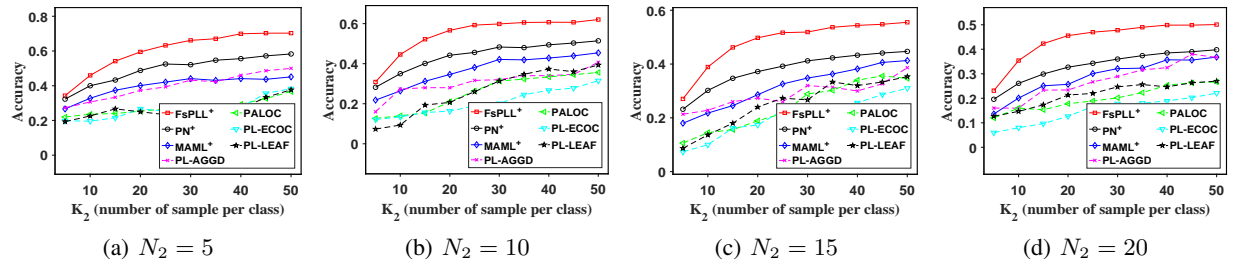 Accuracy
0.8
0.6
0.4
0.2
0
FsPLL+
PN+
MAML+
PL-AGGD
PALOC
PL-ECOC
PL-LEAF
10 20 30 40 50
K2 (number of sample per class)
(a) N2 = 5
Accuracy
0.6
0.4
0.2
0
FsPLL+
PN+
MAML+
PL-AGGD
PALOC
PL-ECOC
PL-LEAF
10 20 30 40 50
K2 (number of sample per class)
(b) N2 = 10
Accuracy
0.6
0.4
0.2
0
FsPLL+
PN+
MAML+
PL-AGGD
PALOC
PL-ECOC
PL-LEAF
10 20 30 40 50
K2 (number of sample per class)
(c) N2 = 15
Accuracy
0.5
0.4
0.3
0.2
0.1
0
FsPLL+
PN+
MAML+
PL-AGGD
PALOC
PL-ECOC
PL-LEAF
10 20 30 40 50
K2 (number of sample per class)
(d) N2 = 20